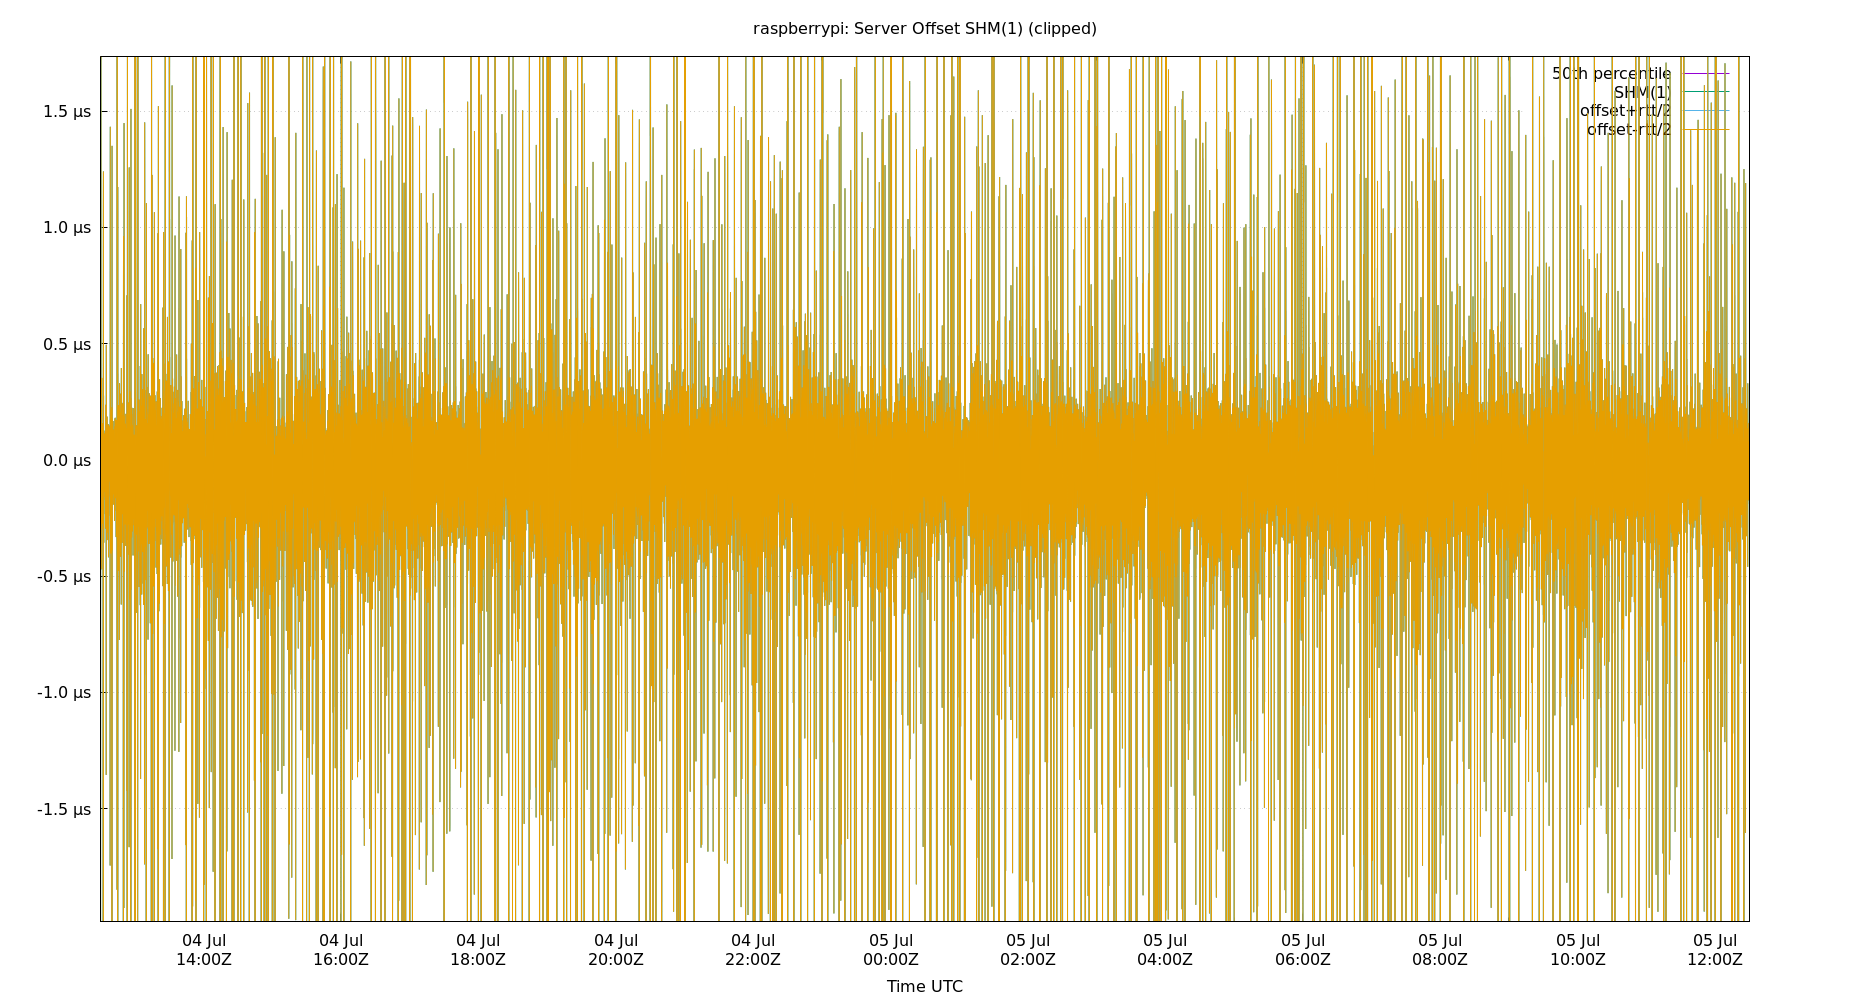 raspberrypi: Server Offset SHM(1) (clipped)
50th percentile
SHM(1)
offset+rtt/2
offset-rtt/2
1.5 μs
1.0 μs
0.5 μs
0.0 μs
-0.5 μs
-1.0 μs
-1.5 μs
04 Jul 04 Jul 04 Jul 04 Jul 04 Jul 05 Jul 05 Jul 05 Jul 05 Jul 05 Jul 05 Jul 05 Jul
14:00Z 16:00Z 18:00Z 20:00Z 22:00Z 00:00Z 02:00Z 04:00Z 06:00Z 08:00Z 10:00Z 12:00Z
Time UTC